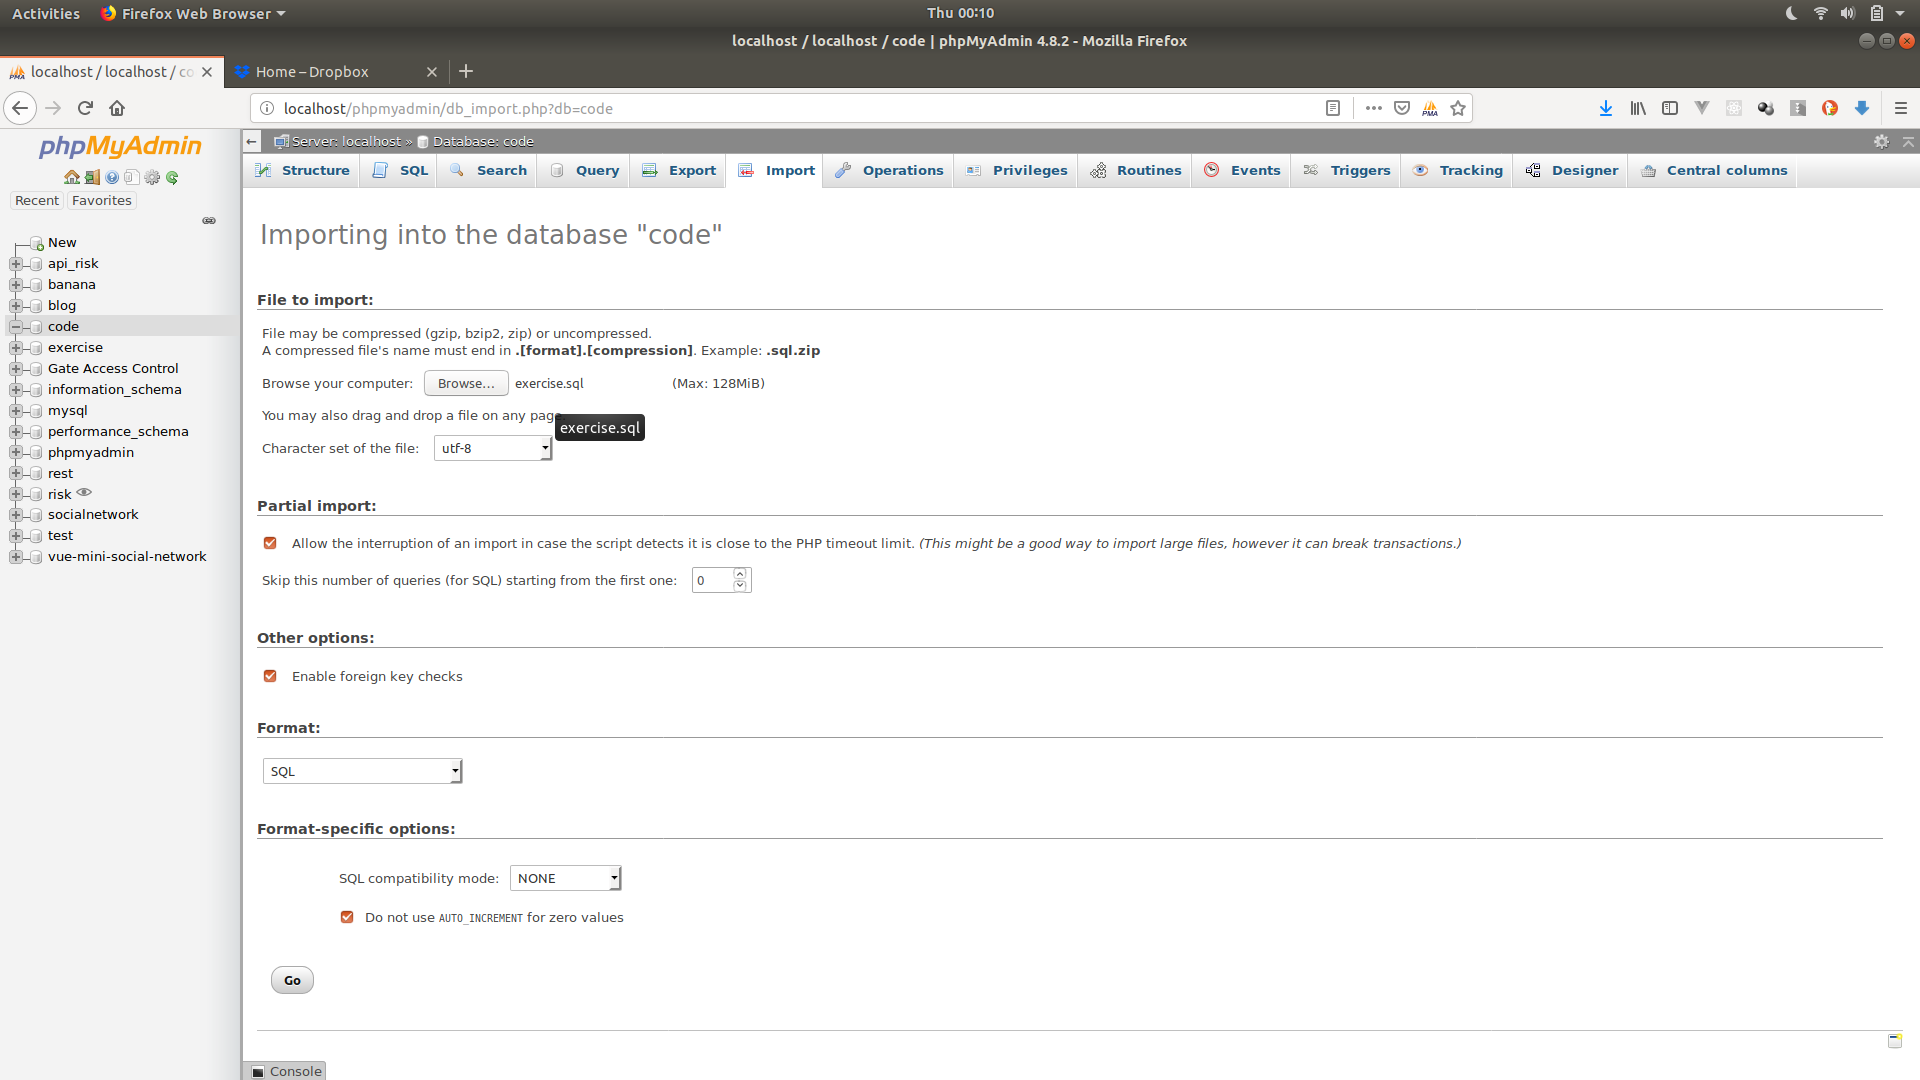 Activities Firefox Web Browser Thu 00:10
localhost / localhost / code | phpMyAdmin 4.8.2 - Mozilla Firefox
localhost / localhost / co Home – Dropbox
localhost/phpmyadmin/db_import.php?db=code
phpMyAdmin
Recent Favorites
New
api_risk
banana
blog
code
exercise
Gate Access Control
information_schema
mysql
performance_schema
phpmyadmin
rest
risk
socialnetwork
test
vue-mini-social-network
Server: localhost » Database: code
Structure SQL Search Query Export Import Operations Privileges Routines Events Triggers Tracking Designer Central columns
Importing into the database "code"
File to import:
File may be compressed (gzip, bzip2, zip) or uncompressed.
A compressed file's name must end in .[format].[compression]. Example: .sql.zip
Browse your computer: Browse... exercise.sql (Max: 128MiB)
You may also drag and drop a file on any page
exercise.sql
Character set of the file: utf-8
Partial import:
Allow the interruption of an import in case the script detects it is close to the PHP timeout limit. (This might be a good way to import large files, however it can break transactions.)
Skip this number of queries (for SQL) starting from the first one: 0
Other options:
Enable foreign key checks
Format:
SQL
Format-specific options:
SQL compatibility mode: NONE
Do not use AUTO_INCREMENT for zero values
Go
Console